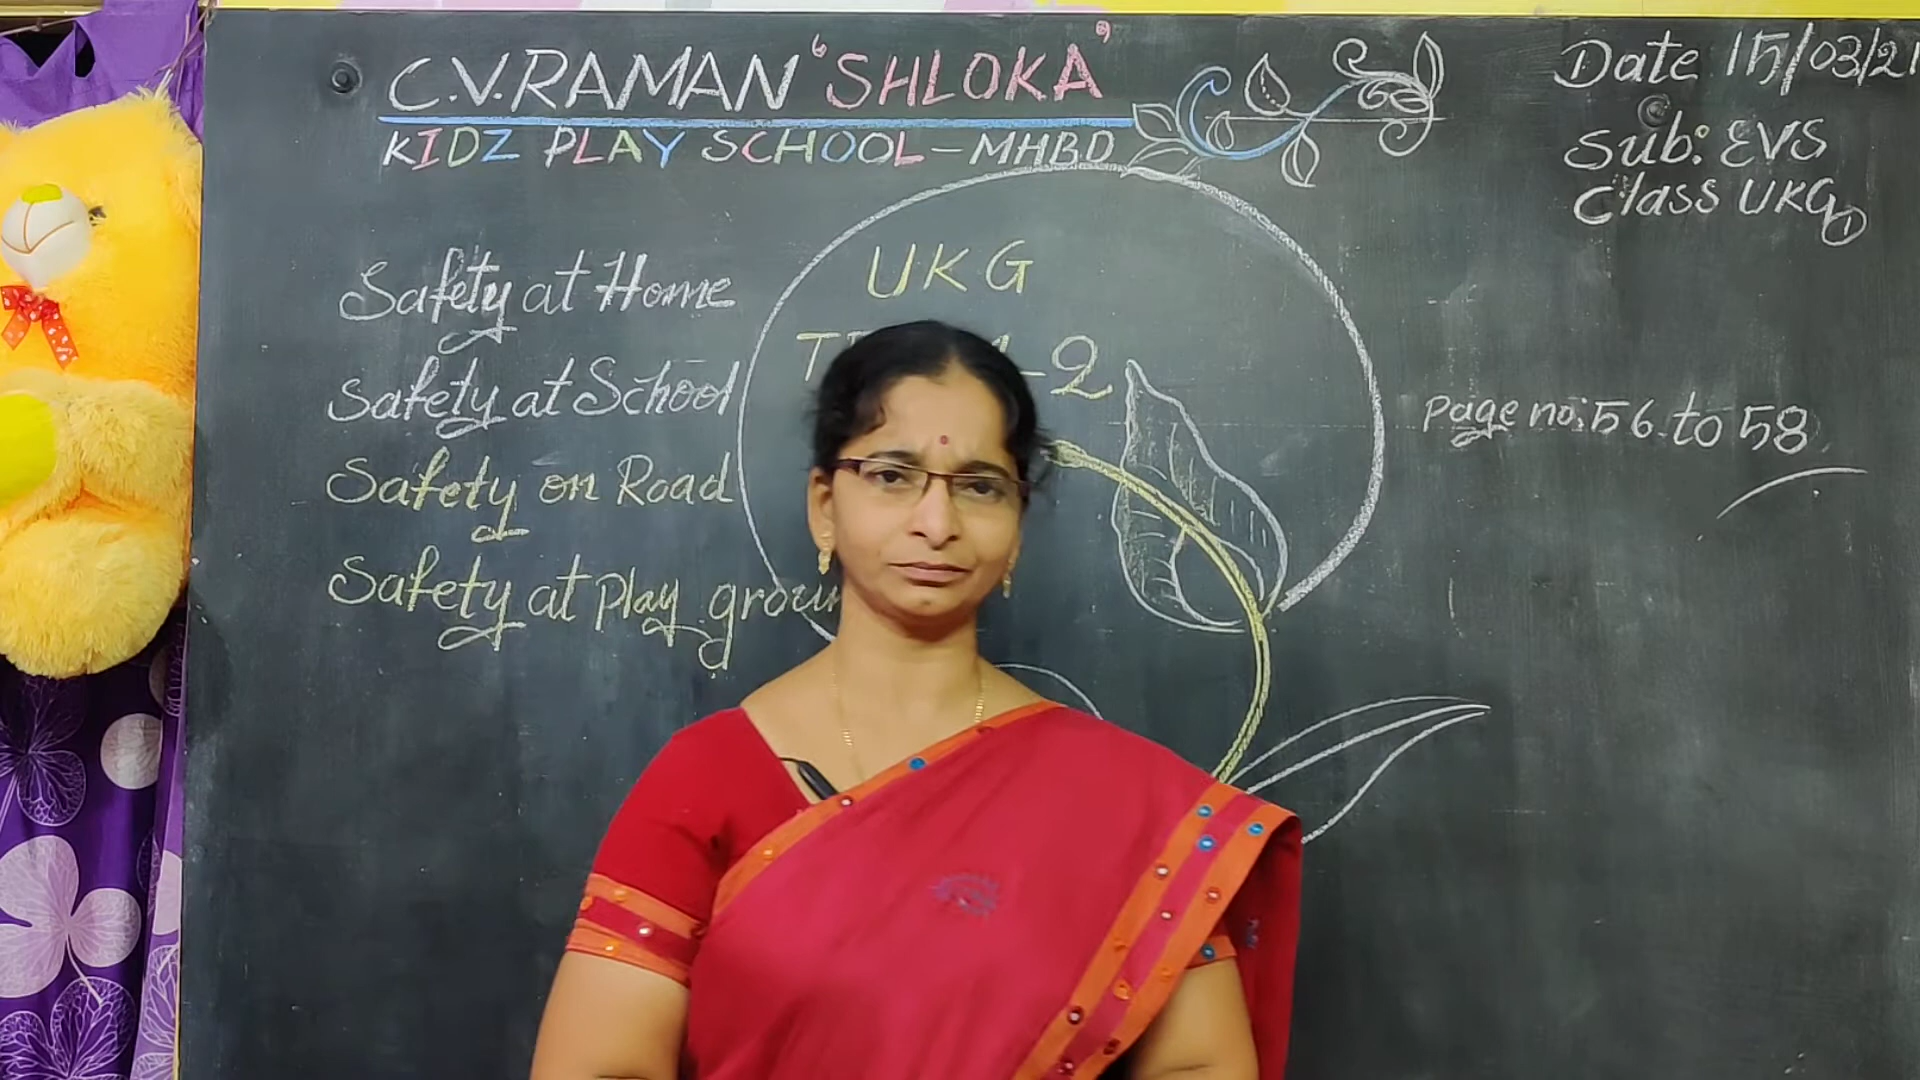 C.V.RAMAN 'SHLOKA'
KIDZ PLAY SCHOOL-MHBD
Date 15/03/21
Sub: EVS
Class UKG
Safety at Home
Safety at School
Safety on Road
Safety at Play
UKG
-2
Page no: 56 to 58